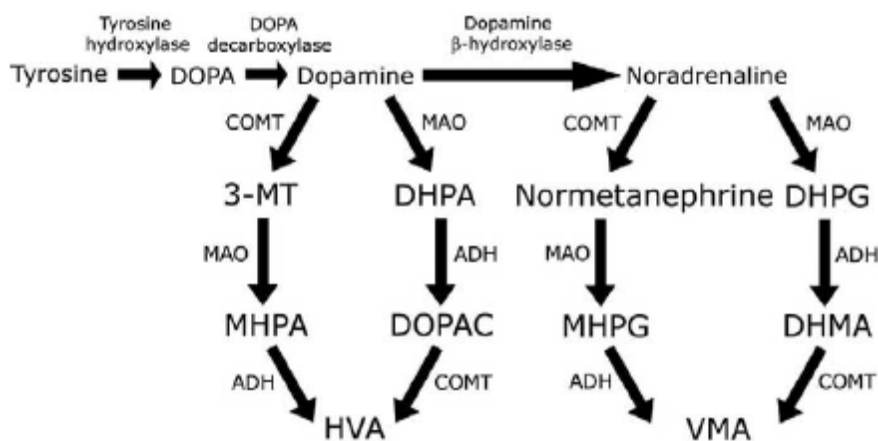 Tyrosine hydroxylase
DOPA decarboxylase
Dopamine β-hydroxylase
Tyrosine DOPA Dopamine Noradrenaline
COMT MAO COMT MAO
3-MT DHPA Normetanephrine DHPG
MAO ADH MAO ADH
MHPA DOPAC MHPG DHMA
ADH COMT ADH COMT
HVA VMA